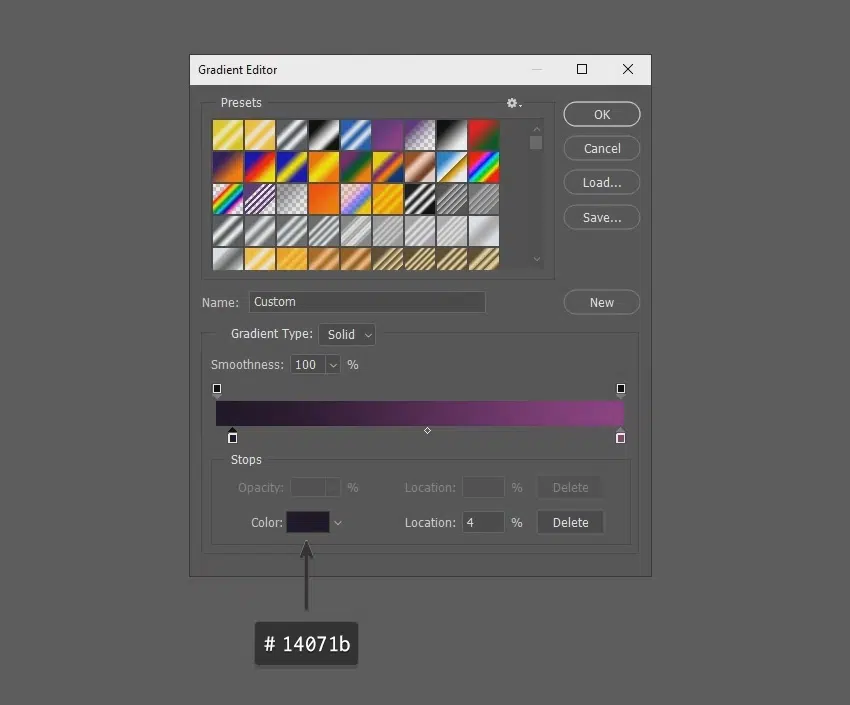 Gradient Editor
Presets
OK
Cancel
Load...
Save...
Name: Custom
New
Gradient Type: Solid
Smoothness: 100 %
Stops
Opacity: % Location: % Delete
Color: Location: 4 % Delete
# 14071b